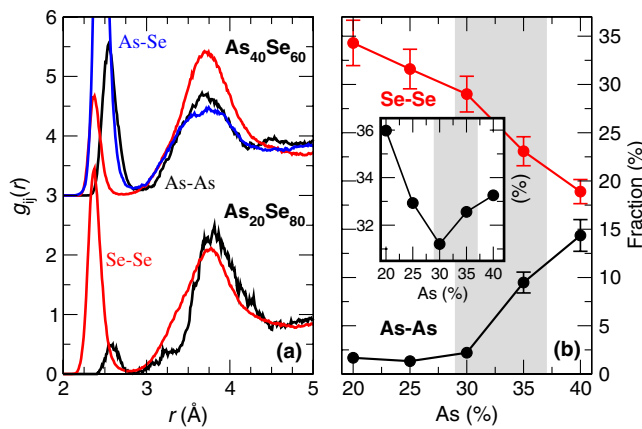 6
5
4
3
2
1
0
g_ij(r)
As-Se
As₄₀Se₆₀
As-As
As₂₀Se₈₀
Se-Se
(a)
2
3
4
5
r (Å)
Se-Se
As-As
(b)
20
25
30
35
40
As (%)
35
30
25
20
15
10
5
0
Fraction (%)
36
34
32
20
25
30
35
40
As (%)
(%)